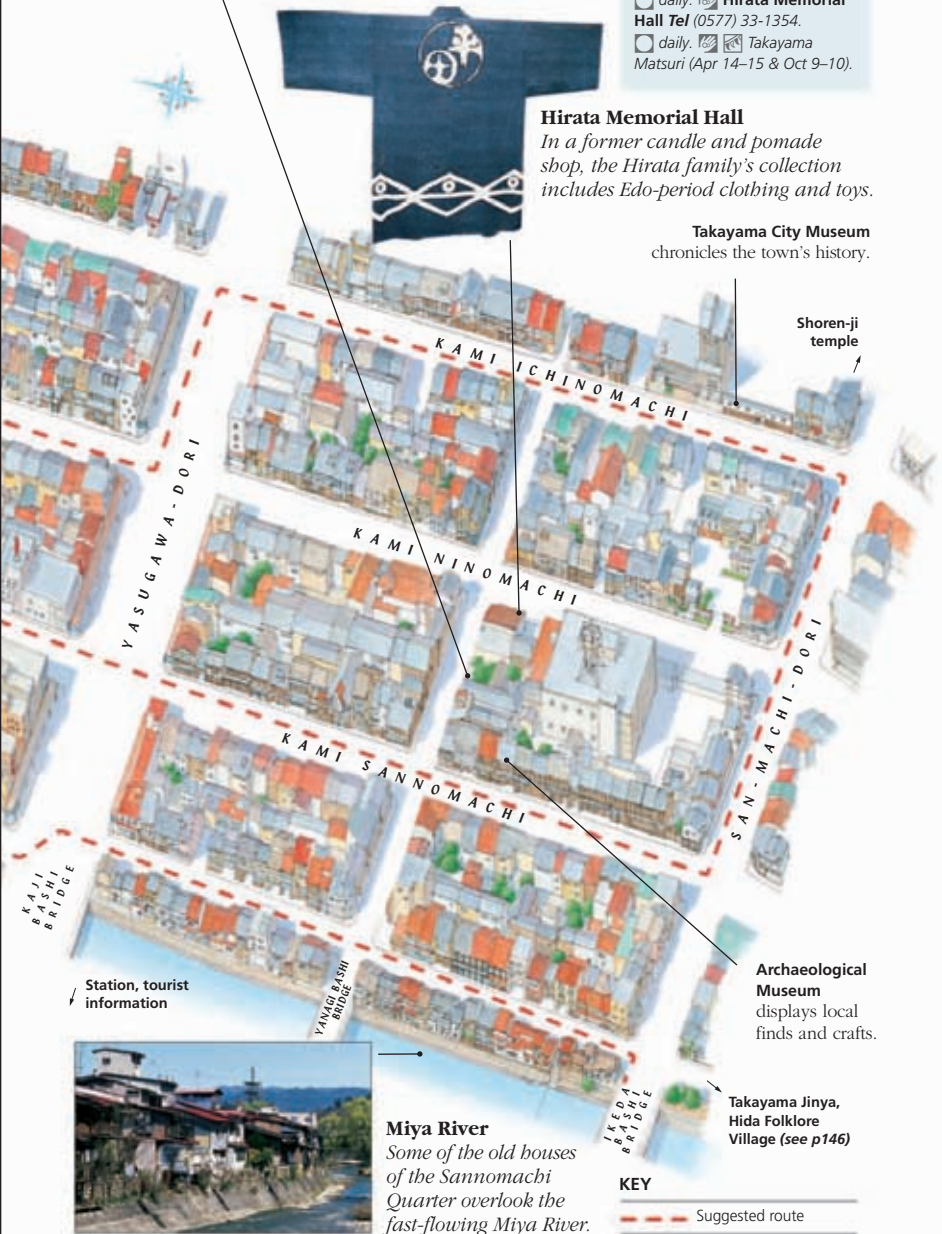 daily. Hirata Memorial
Hall Tel (0577) 33-1354.
daily. Takayama
Matsuri (Apr 14–15 & Oct 9–10).
Hirata Memorial Hall
In a former candle and pomade
shop, the Hirata family's collection
includes Edo-period clothing and toys.
Takayama City Museum
chronicles the town's history.
Shoren-ji
temple
KAMI ICHINOMACHI
YASUGAWA-DORI
KAMI NINOMACHI
SAN-MACHI-DORI
KAMI SANNOMACHI
KAJI
BASHI
BRIDGE
Station, tourist
information
YANAGI BASHI
BRIDGE
Archaeological
Museum
displays local
finds and crafts.
IKEDA
BASHI
BRIDGE
Takayama Jinya,
Hida Folklore
Village (see p146)
Miya River
Some of the old houses
of the Sannomachi
Quarter overlook the
fast-flowing Miya River.
KEY
Suggested route